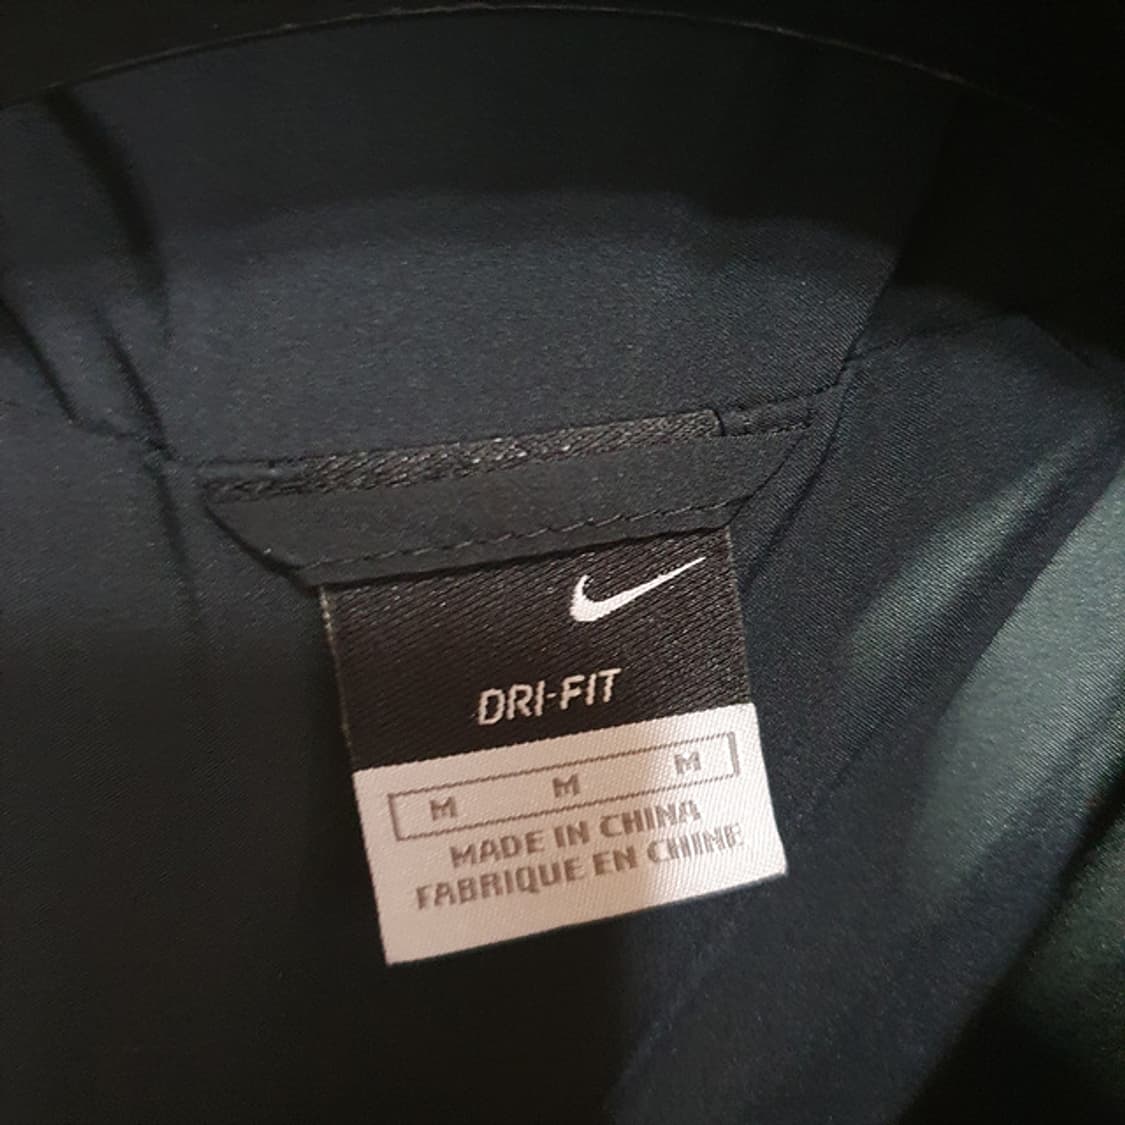 DRI-FIT
M M M
MADE IN CHINA
FABRIQUE EN CHINE